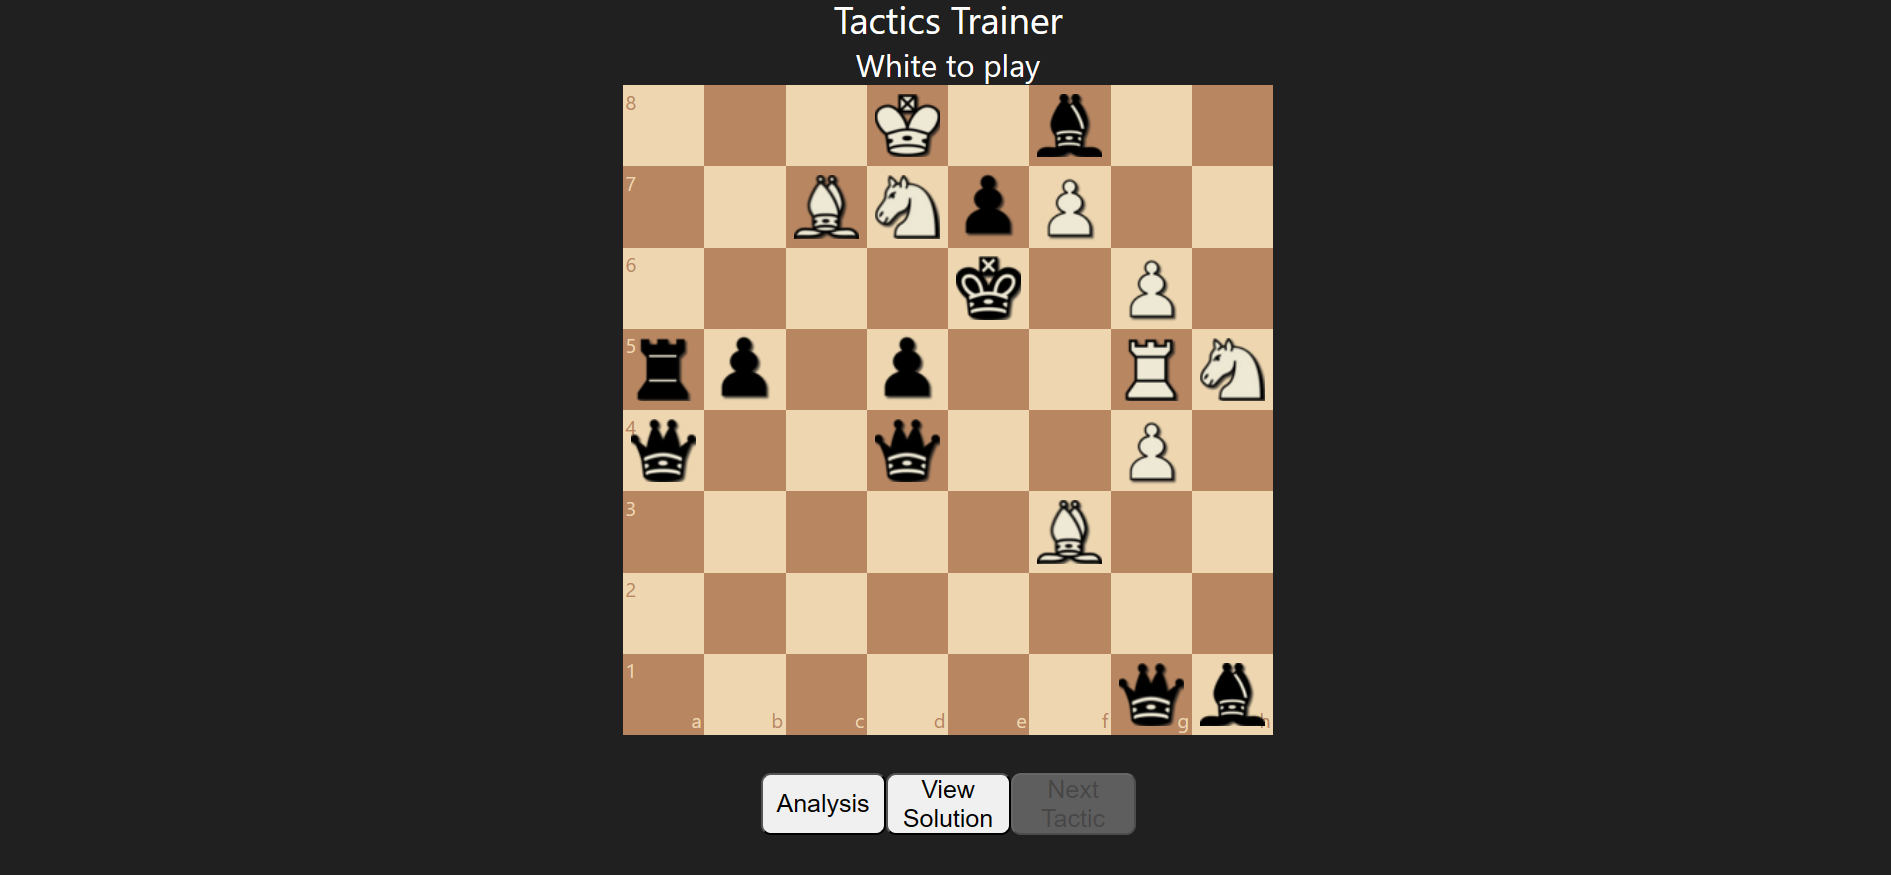 Tactics Trainer
White to play
8
7
6
5
4
3
2
1
a b c d e f g h
Analysis
View
Solution
Next
Tactic